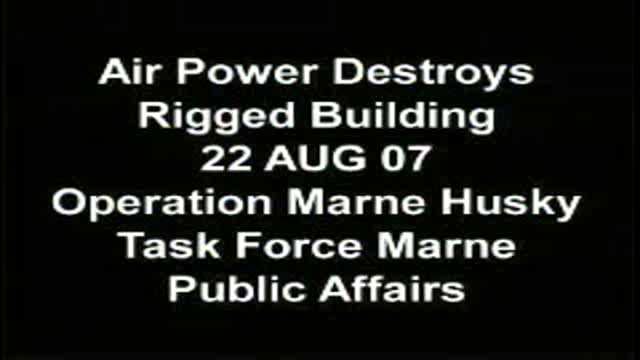 Air Power Destroys
Rigged Building
22 AUG 07
Operation Marne Husky
Task Force Marne
Public Affairs